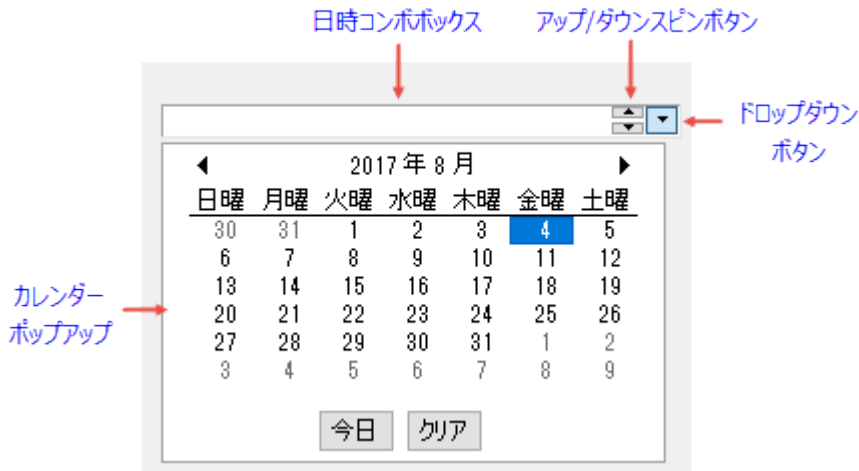 日時コンボボックス
アップ/ダウンスピンボタン
ドロップダウン
ボタン
2017 年 8 月
日曜 月曜 火曜 水曜 木曜 金曜 土曜
30 31 1 2 3 4 5
6 7 8 9 10 11 12
13 14 15 16 17 18 19
20 21 22 23 24 25 26
27 28 29 30 31 1 2
3 4 5 6 7 8 9
カレンダー
ポップアップ
今日 クリア